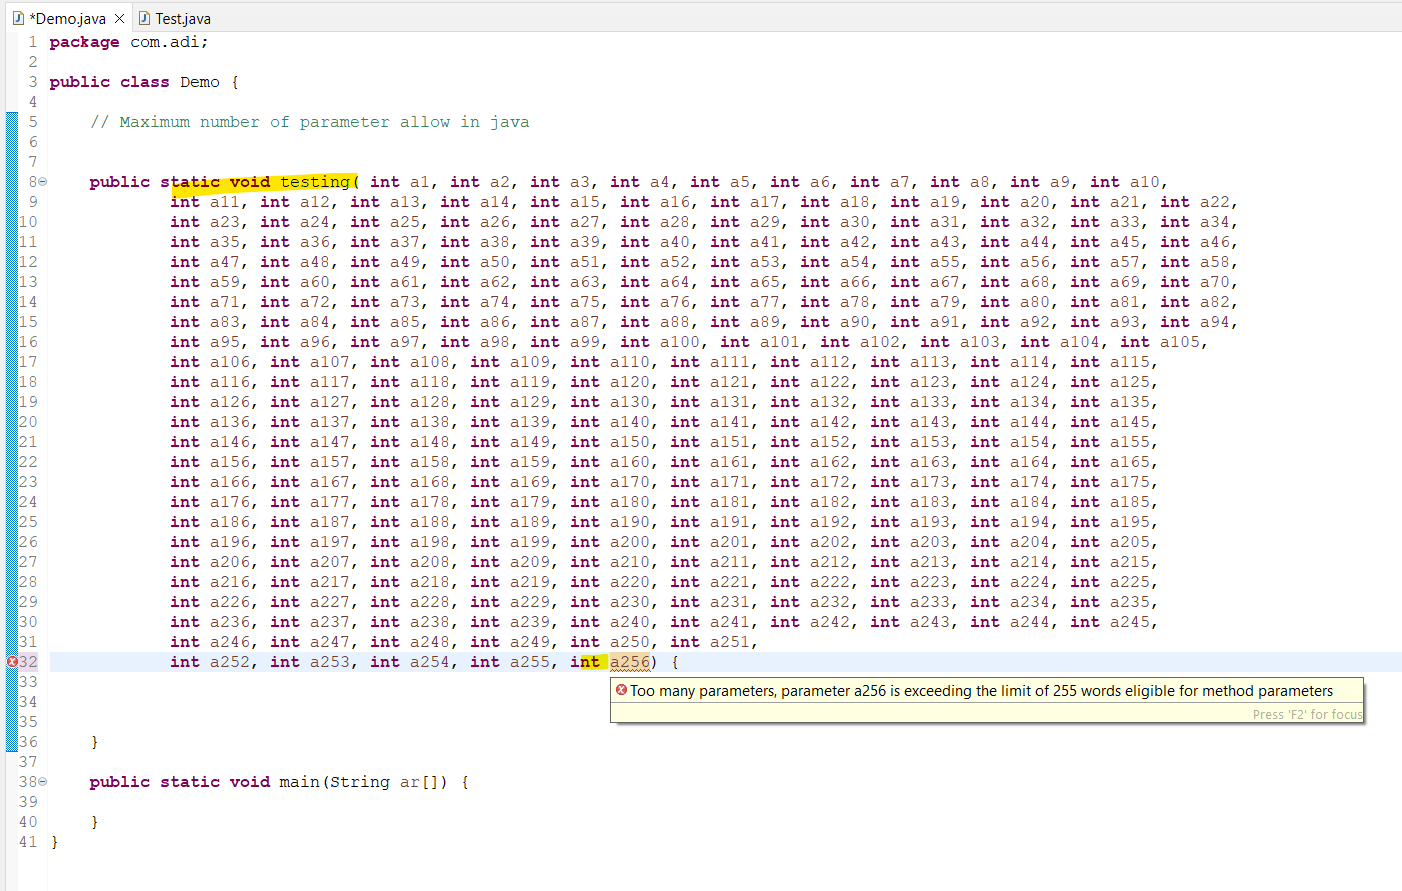 *Demo.java × Test.java
1 package com.adi;
2
3 public class Demo {
4
5 // Maximum number of parameter allow in java
6
7
8 public static void testing( int a1, int a2, int a3, int a4, int a5, int a6, int a7, int a8, int a9, int a10,
9 int a11, int a12, int a13, int a14, int a15, int a16, int a17, int a18, int a19, int a20, int a21, int a22,
10 int a23, int a24, int a25, int a26, int a27, int a28, int a29, int a30, int a31, int a32, int a33, int a34,
11 int a35, int a36, int a37, int a38, int a39, int a40, int a41, int a42, int a43, int a44, int a45, int a46,
12 int a47, int a48, int a49, int a50, int a51, int a52, int a53, int a54, int a55, int a56, int a57, int a58,
13 int a59, int a60, int a61, int a62, int a63, int a64, int a65, int a66, int a67, int a68, int a69, int a70,
14 int a71, int a72, int a73, int a74, int a75, int a76, int a77, int a78, int a79, int a80, int a81, int a82,
15 int a83, int a84, int a85, int a86, int a87, int a88, int a89, int a90, int a91, int a92, int a93, int a94,
16 int a95, int a96, int a97, int a98, int a99, int a100, int a101, int a102, int a103, int a104, int a105,
17 int a106, int a107, int a108, int a109, int a110, int a111, int a112, int a113, int a114, int a115,
18 int a116, int a117, int a118, int a119, int a120, int a121, int a122, int a123, int a124, int a125,
19 int a126, int a127, int a128, int a129, int a130, int a131, int a132, int a133, int a134, int a135,
20 int a136, int a137, int a138, int a139, int a140, int a141, int a142, int a143, int a144, int a145,
21 int a146, int a147, int a148, int a149, int a150, int a151, int a152, int a153, int a154, int a155,
22 int a156, int a157, int a158, int a159, int a160, int a161, int a162, int a163, int a164, int a165,
23 int a166, int a167, int a168, int a169, int a170, int a171, int a172, int a173, int a174, int a175,
24 int a176, int a177, int a178, int a179, int a180, int a181, int a182, int a183, int a184, int a185,
25 int a186, int a187, int a188, int a189, int a190, int a191, int a192, int a193, int a194, int a195,
26 int a196, int a197, int a198, int a199, int a200, int a201, int a202, int a203, int a204, int a205,
27 int a206, int a207, int a208, int a209, int a210, int a211, int a212, int a213, int a214, int a215,
28 int a216, int a217, int a218, int a219, int a220, int a221, int a222, int a223, int a224, int a225,
29 int a226, int a227, int a228, int a229, int a230, int a231, int a232, int a233, int a234, int a235,
30 int a236, int a237, int a238, int a239, int a240, int a241, int a242, int a243, int a244, int a245,
31 int a246, int a247, int a248, int a249, int a250, int a251,
32 int a252, int a253, int a254, int a255, int a256) {
33
Too many parameters, parameter a256 is exceeding the limit of 255 words eligible for method parameters
34
Press 'F2' for focus
35
36 }
37
38 public static void main(String ar[]) {
39
40 }
41 }